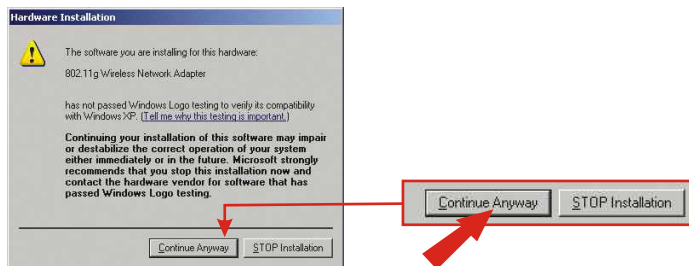 Hardware Installation
The software you are installing for this hardware:
802.11g Wireless Network Adapter
has not passed Windows Logo testing to verify its compatibility
with Windows XP. (Tell me why this testing is important.)
Continuing your installation of this software may impair
or destabilize the correct operation of your system
either immediately or in the future. Microsoft strongly
recommends that you stop this installation now and
contact the hardware vendor for software that has
passed Windows Logo testing.
Continue Anyway STOP Installation
Continue Anyway STOP Installation